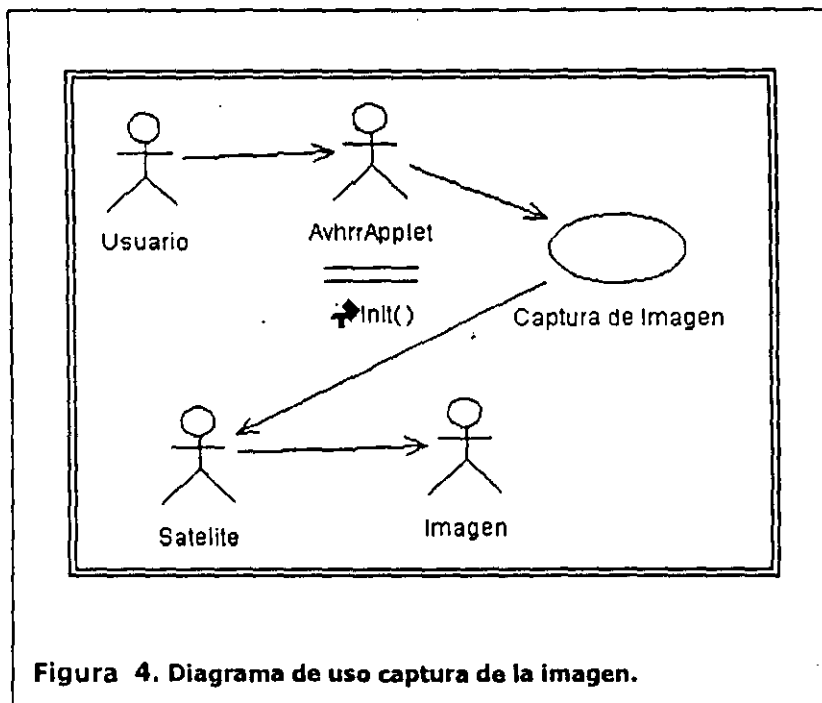 Usuario
AvhrrApplet
Init()
Captura de Imagen
Satelite
Imagen
Figura 4. Diagrama de uso captura de la imagen.